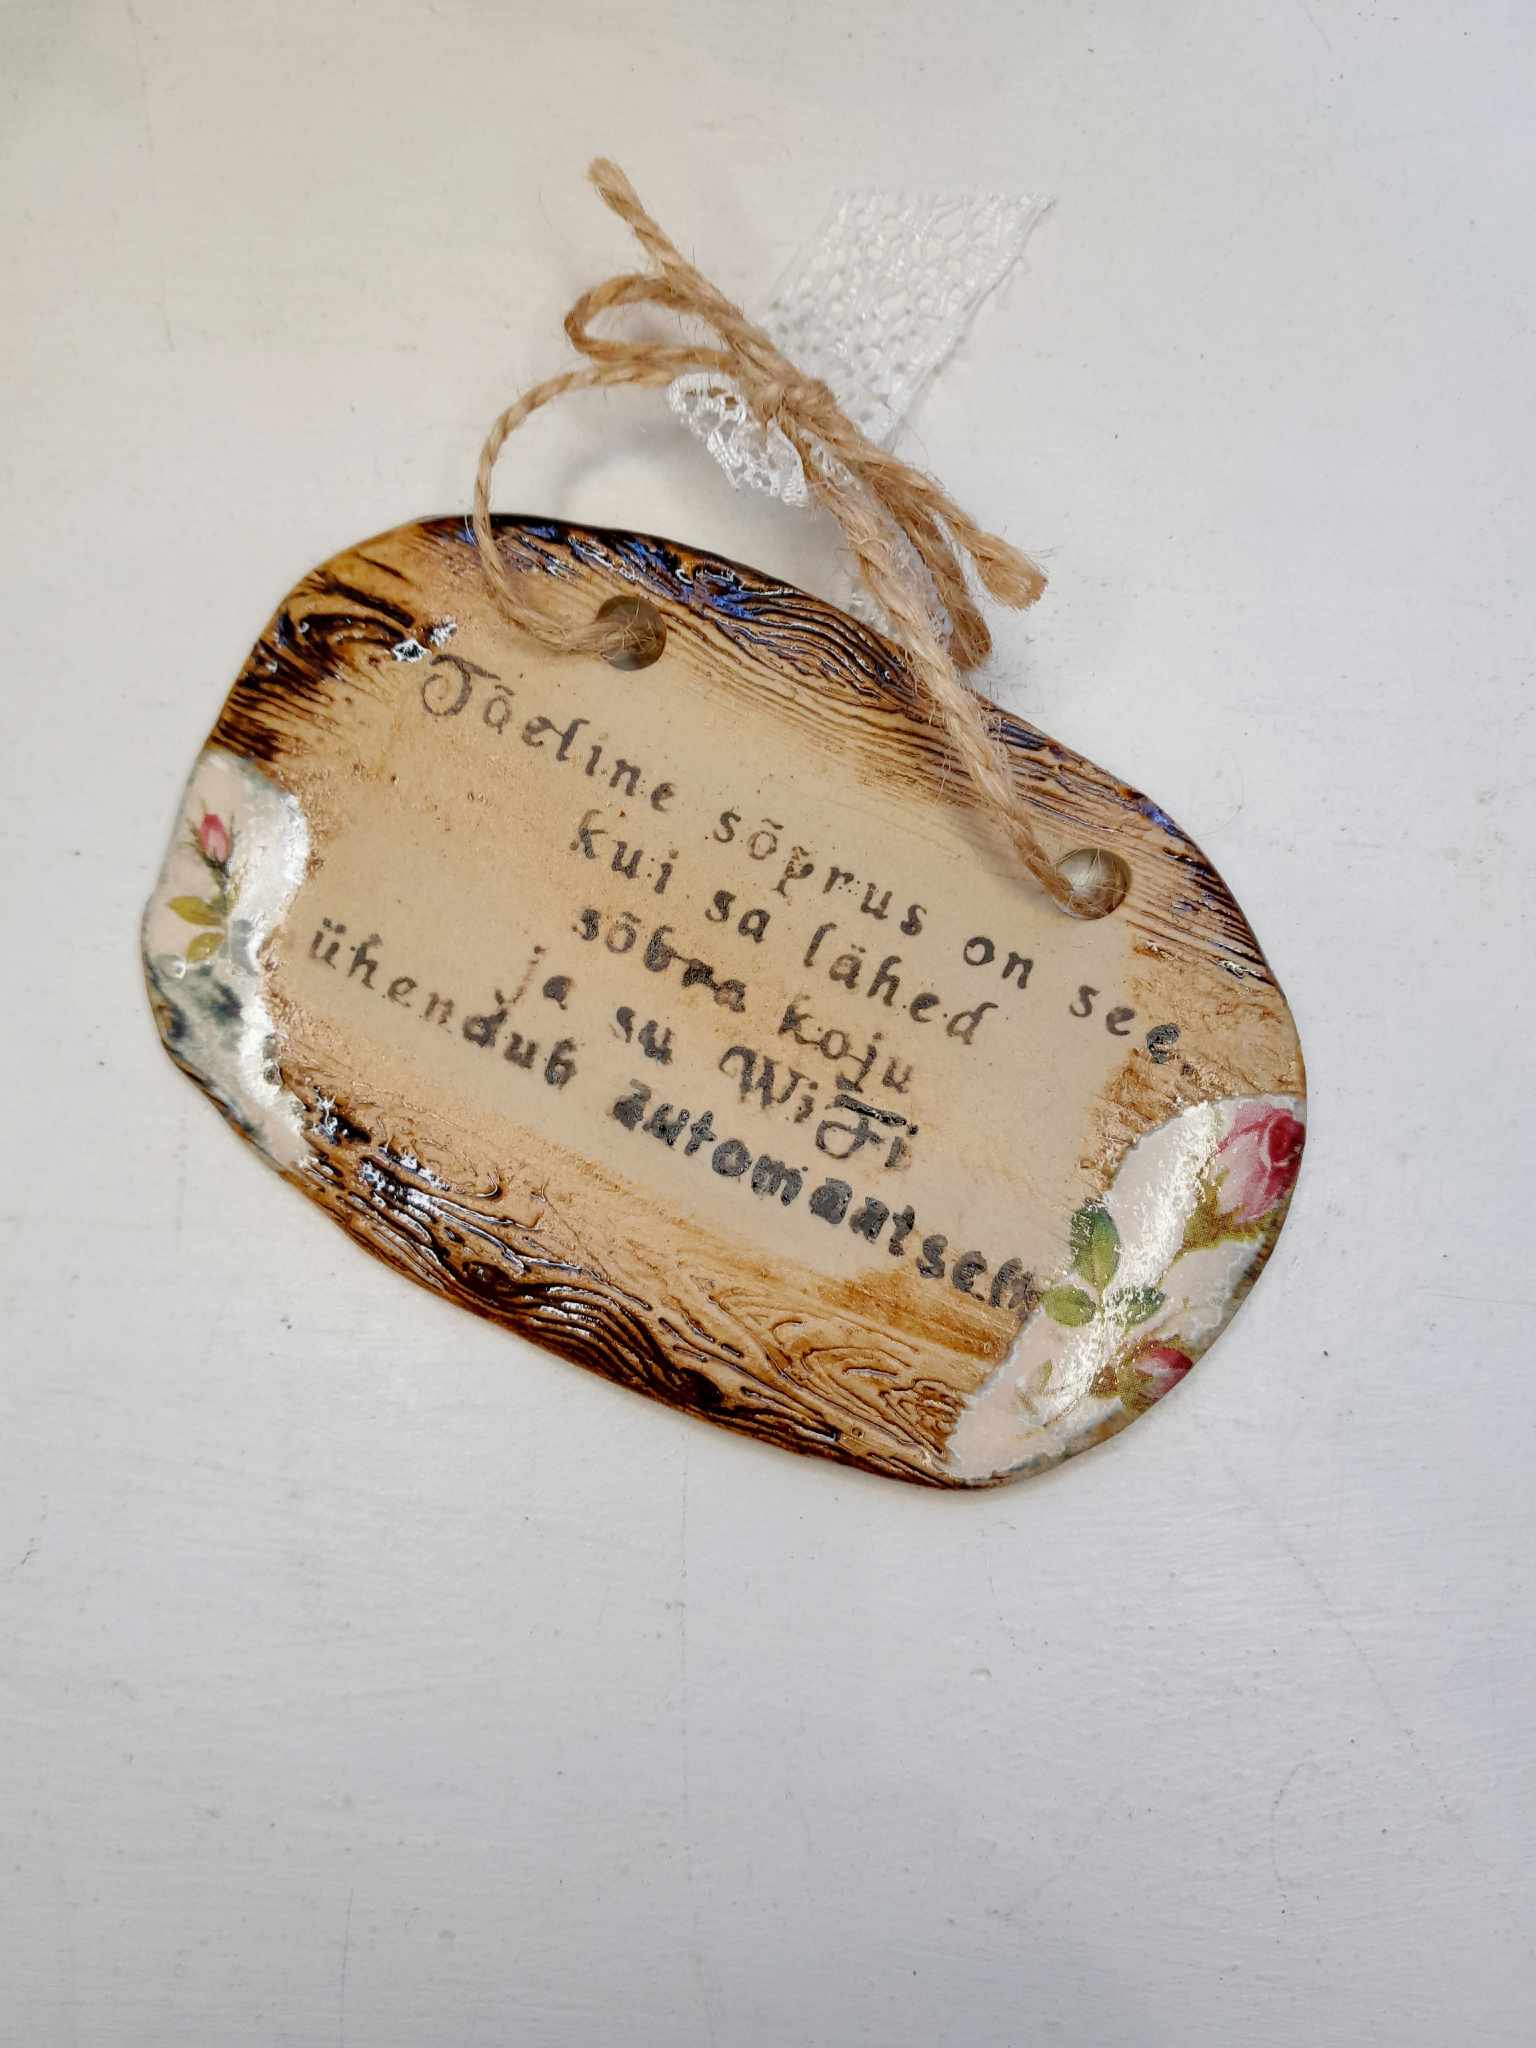 Tõeline sõprus on see,
kui sa lähed
sõbra koju
ja su WiFi
ühendub automaatselt